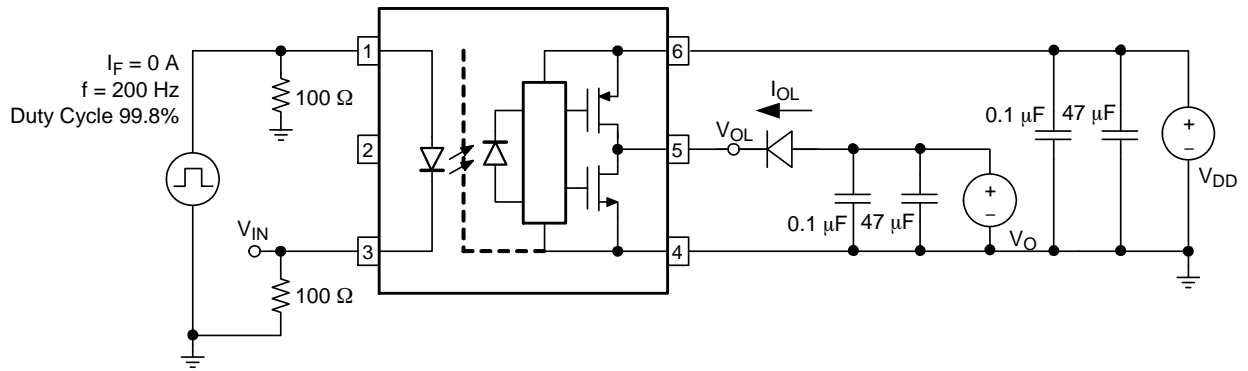 I_F = 0 A
f = 200 Hz
Duty Cycle 99.8%
100 Ω
V_IN
100 Ω
1
2
3
6
5
4
V_OL
I_OL
0.1 μF
47 μF
+
–
V_O
0.1 μF
47 μF
+
–
V_DD